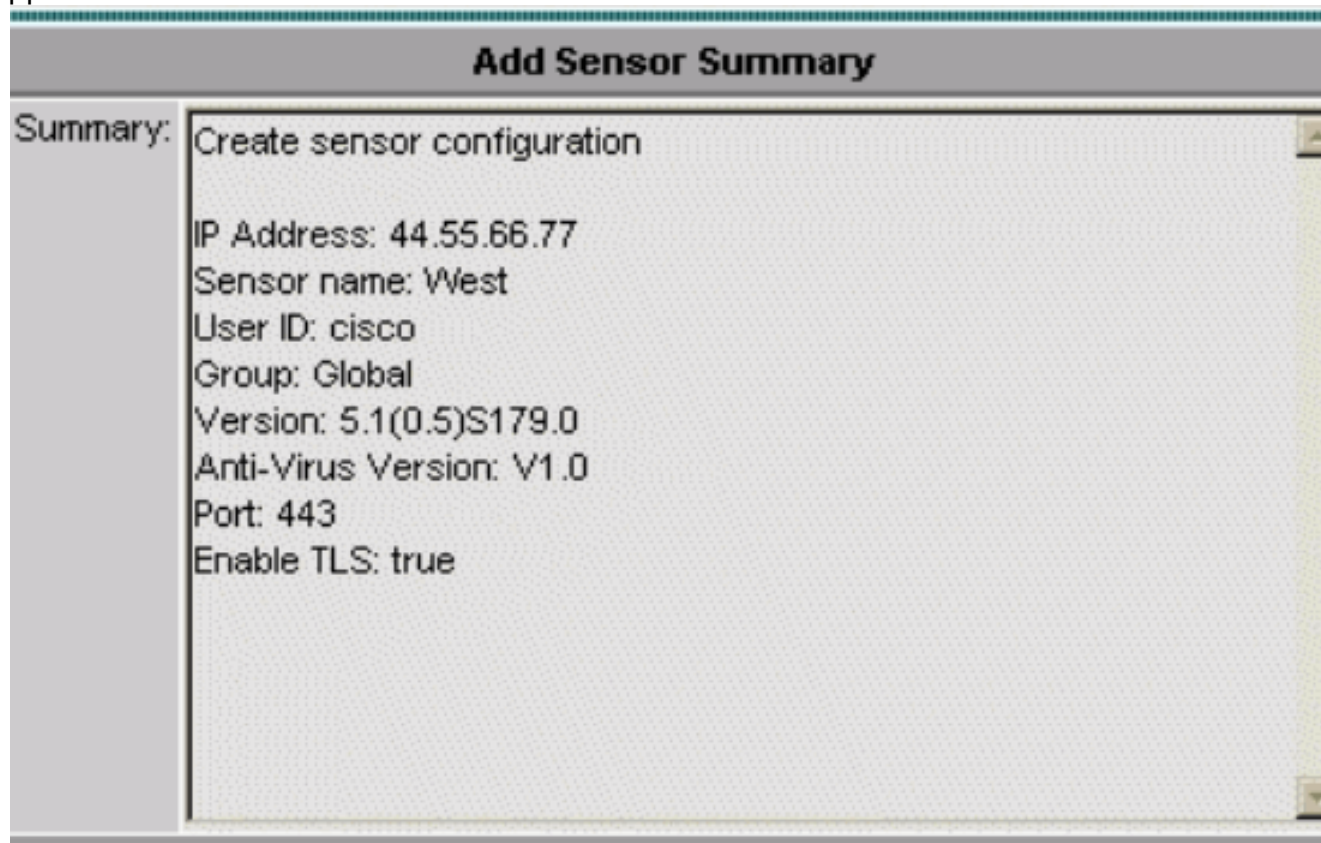 Add Sensor Summary
Summary:
Create sensor configuration
IP Address: 44.55.66.77
Sensor name: West
User ID: cisco
Group: Global
Version: 5.1(0.5)S179.0
Anti-Virus Version: V1.0
Port: 443
Enable TLS: true